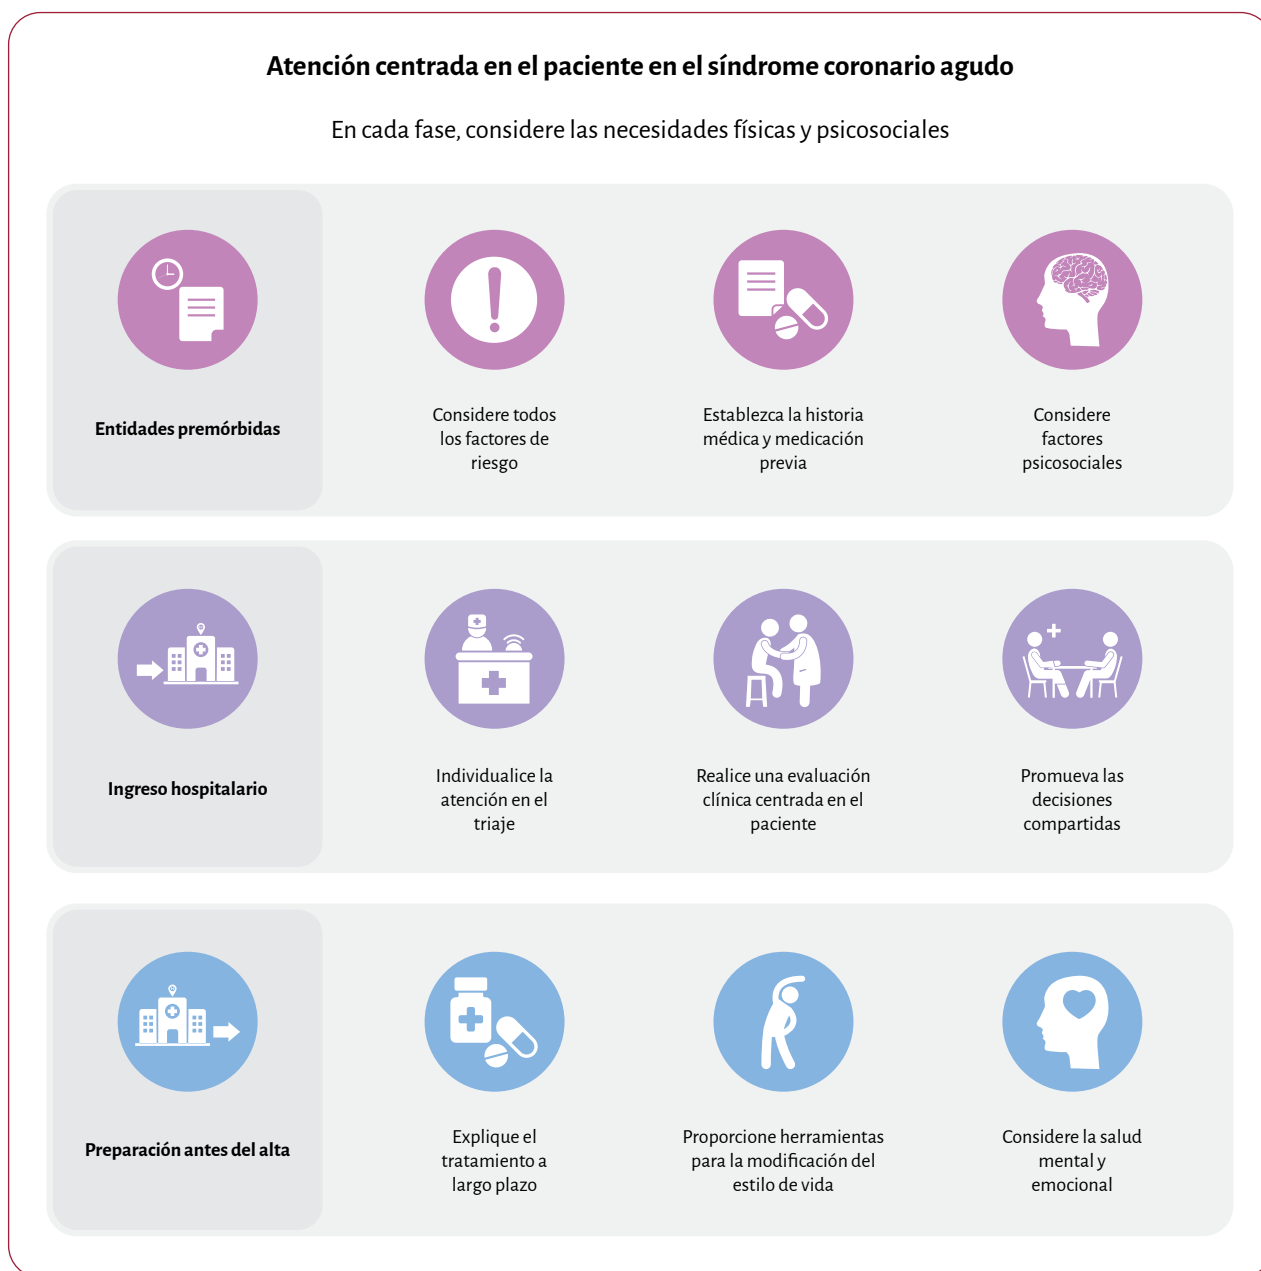 Atención centrada en el paciente en el síndrome coronario agudo
En cada fase, considere las necesidades físicas y psicosociales
Entidades premórbidas
Considere todos
los factores de
riesgo
Establezca la historia
médica y medicación
previa
Considere
factores
psicosociales
Ingreso hospitalario
Individualice la
atención en el
triaje
Realice una evaluación
clínica centrada en el
paciente
Promueva las
decisiones
compartidas
Preparación antes del alta
Explique el
tratamiento a
largo plazo
Proporcione herramientas
para la modificación del
estilo de vida
Considere la salud
mental y
emocional